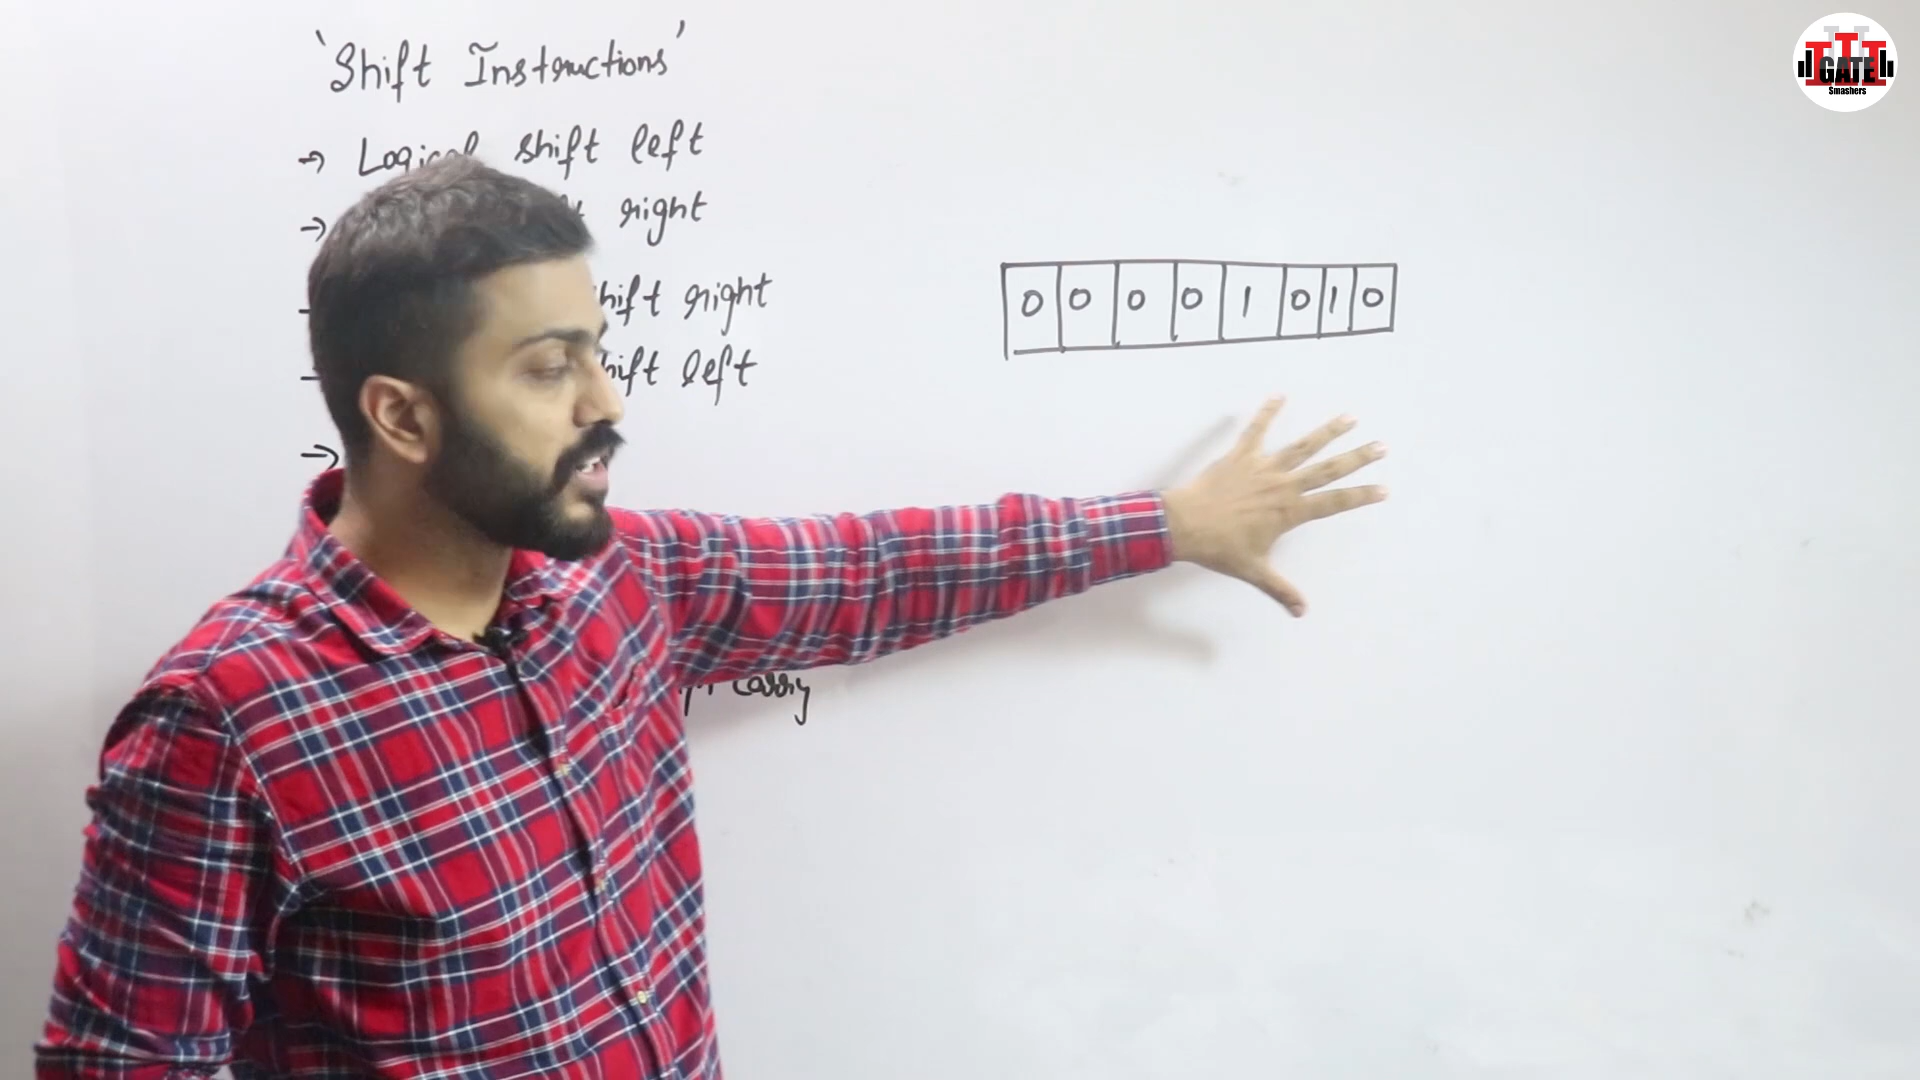 'Shift Instructions'
→ Logical shift left
→ right
shift right
shift left
→
carry
0 0 0 0 1 0 1 0
GATE
Smashers